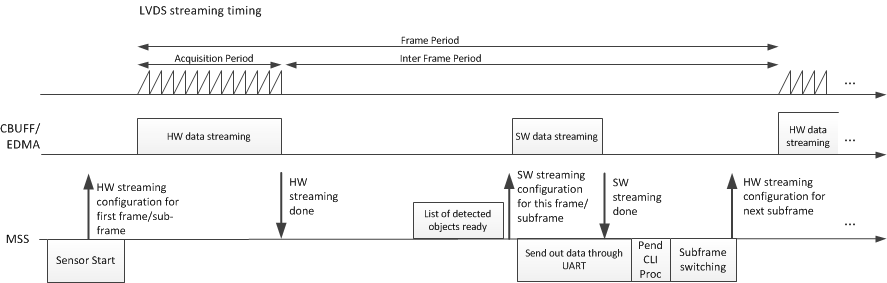 LVDS streaming timing
Frame Period
Acquisition Period
Inter Frame Period
...
CBUFF/
EDMA
HW data streaming
SW data streaming
HW data
streaming
...
HW streaming
configuration for
first frame/sub-
frame
HW
streaming
done
List of detected
objects ready
SW streaming
configuration
for this frame/
subframe
SW
streaming
done
HW streaming
configuration for
next subframe
...
MSS
Sensor Start
Send out data through
UART
Pend
CLI
Proc
Subframe
switching